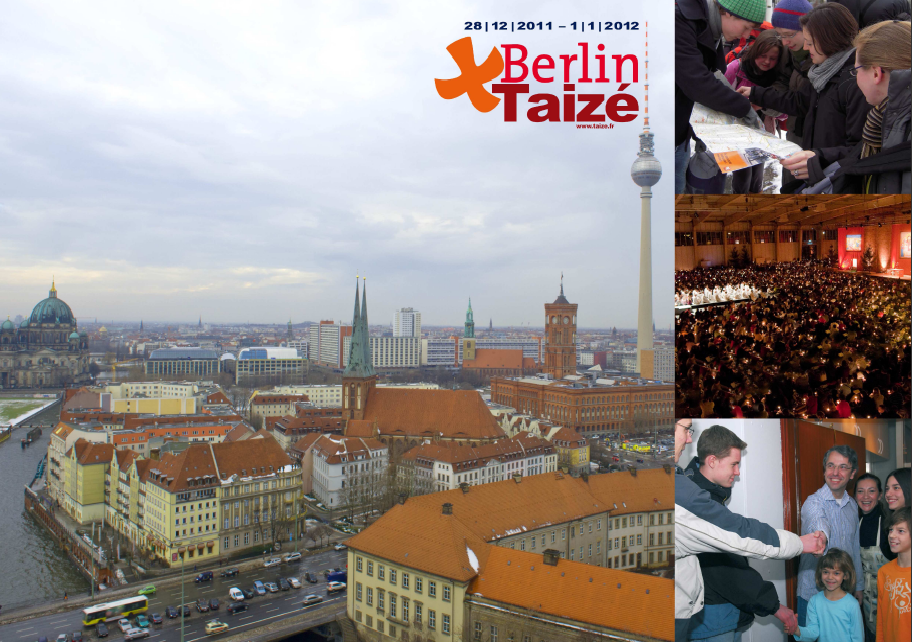 28|12|2011 – 1|1|2012
Berlin
Taizé
www.taize.fr